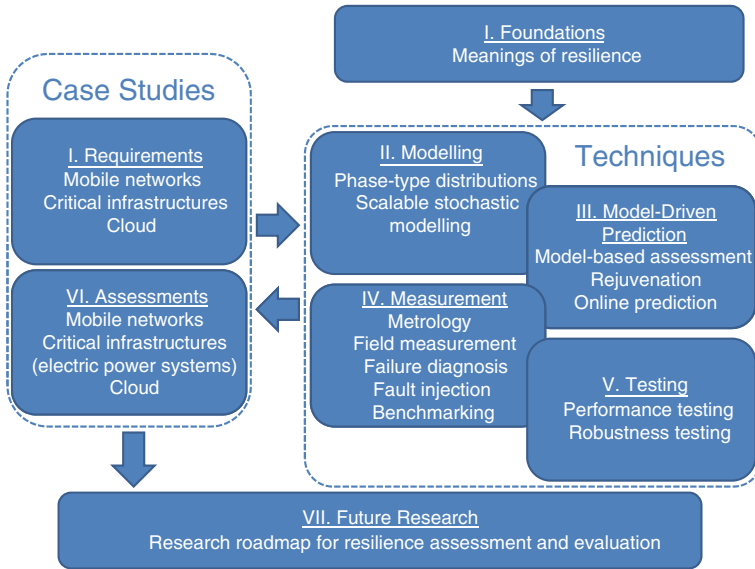 I. Foundations
Meanings of resilience
Case Studies
I. Requirements
Mobile networks
Critical infrastructures
Cloud
VI. Assessments
Mobile networks
Critical infrastructures
(electric power systems)
Cloud
Techniques
II. Modelling
Phase-type distributions
Scalable stochastic
modelling
III. Model-Driven
Prediction
Model-based assessment
Rejuvenation
Online prediction
IV. Measurement
Metrology
Field measurement
Failure diagnosis
Fault injection
Benchmarking
V. Testing
Performance testing
Robustness testing
VII. Future Research
Research roadmap for resilience assessment and evaluation